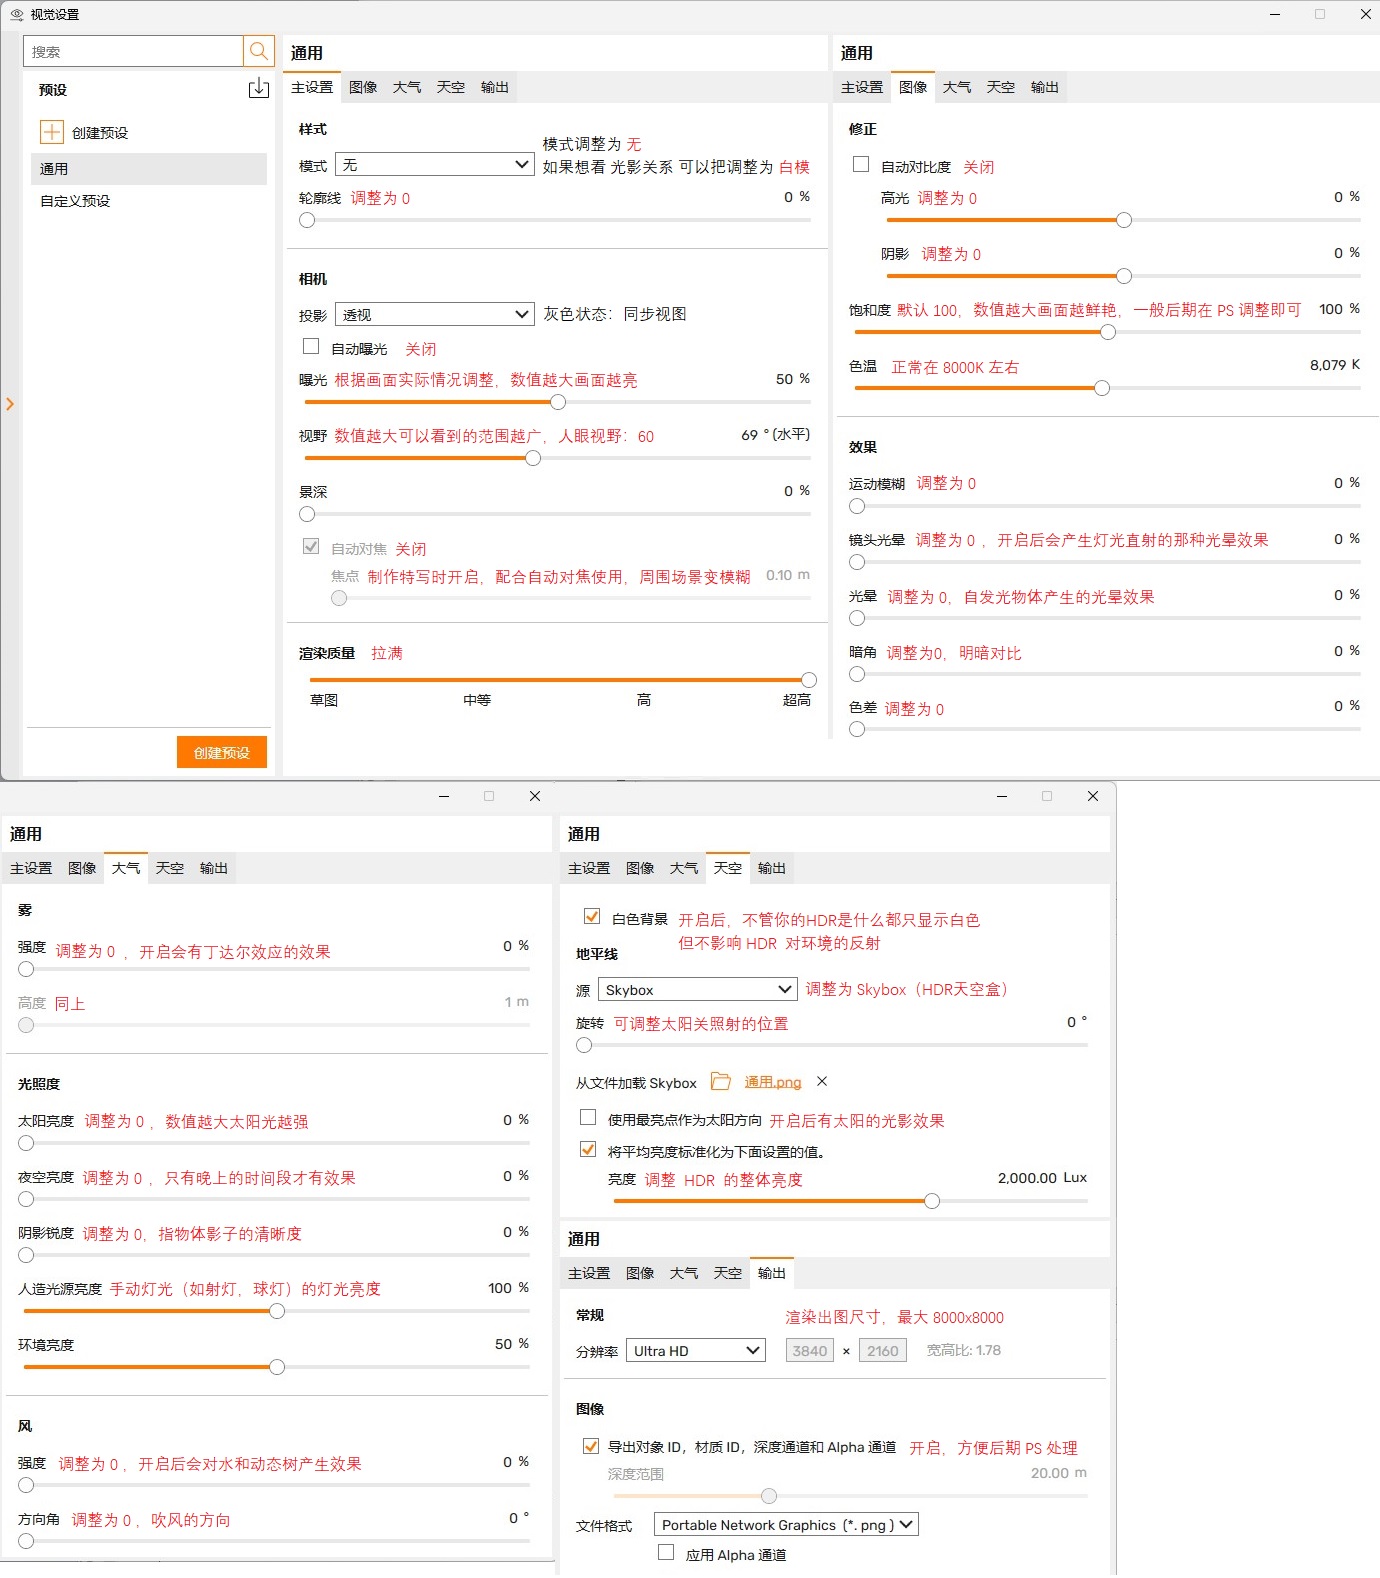 视觉设置
搜索
预设
创建预设
通用
自定义预设
创建预设
通用
主设置 图像 大气 天空 输出
样式
模式 无 模式调整为 无
如果想看 光影关系 可以把调整为 白模
轮廓线 调整为 0 0 %
相机
投影 透视 灰色状态：同步视图
自动曝光 关闭
曝光 根据画面实际情况调整，数值越大画面越亮 50 %
视野 数值越大可以看到的范围越广，人眼视野：60 69 ° (水平)
景深 0 %
自动对焦 关闭
焦点 制作特写时开启，配合自动对焦使用，周围场景变模糊 0.10 m
渲染质量 拉满
草图 中等 高 超高
通用
主设置 图像 大气 天空 输出
修正
自动对比度 关闭
高光 调整为 0 0 %
阴影 调整为 0 0 %
饱和度 默认 100，数值越大画面越鲜艳，一般后期在 PS 调整即可 100 %
色温 正常在 8000K 左右 8,079 K
效果
运动模糊 调整为 0 0 %
镜头光晕 调整为 0 ，开启后会产生灯光直射的那种光晕效果 0 %
光晕 调整为 0，自发光物体产生的光晕效果 0 %
暗角 调整为0，明暗对比 0 %
色差 调整为 0 0 %
通用
主设置 图像 大气 天空 输出
雾
强度 调整为 0 ，开启会有丁达尔效应的效果 0 %
高度 同上 1 m
光照度
太阳亮度 调整为 0 ，数值越大太阳光越强 0 %
夜空亮度 调整为 0 ，只有晚上的时间段才有效果 0 %
阴影锐度 调整为 0，指物体影子的清晰度 0 %
人造光源亮度 手动灯光（如射灯，球灯）的灯光亮度 100 %
环境亮度 50 %
风
强度 调整为 0 ，开启后会对水和动态树产生效果 0 %
方向角 调整为 0 ，吹风的方向 0 °
通用
主设置 图像 大气 天空 输出
白色背景 开启后，不管你的HDR是什么都只显示白色
但不影响 HDR 对环境的反射
地平线
源 Skybox 调整为 Skybox（HDR天空盒）
旋转 可调整太阳关照射的位置 0 °
从文件加载 Skybox 通用.png
使用最亮点作为太阳方向 开启后有太阳的光影效果
将平均亮度标准化为下面设置的值。
亮度 调整 HDR 的整体亮度 2,000.00 Lux
通用
主设置 图像 大气 天空 输出
常规 渲染出图尺寸，最大 8000x8000
分辨率 Ultra HD 3840 × 2160 宽高比: 1.78
图像
导出对象 ID，材质 ID，深度通道和 Alpha 通道 开启，方便后期 PS 处理
深度范围 20.00 m
文件格式 Portable Network Graphics (*. png )
应用 Alpha 通道